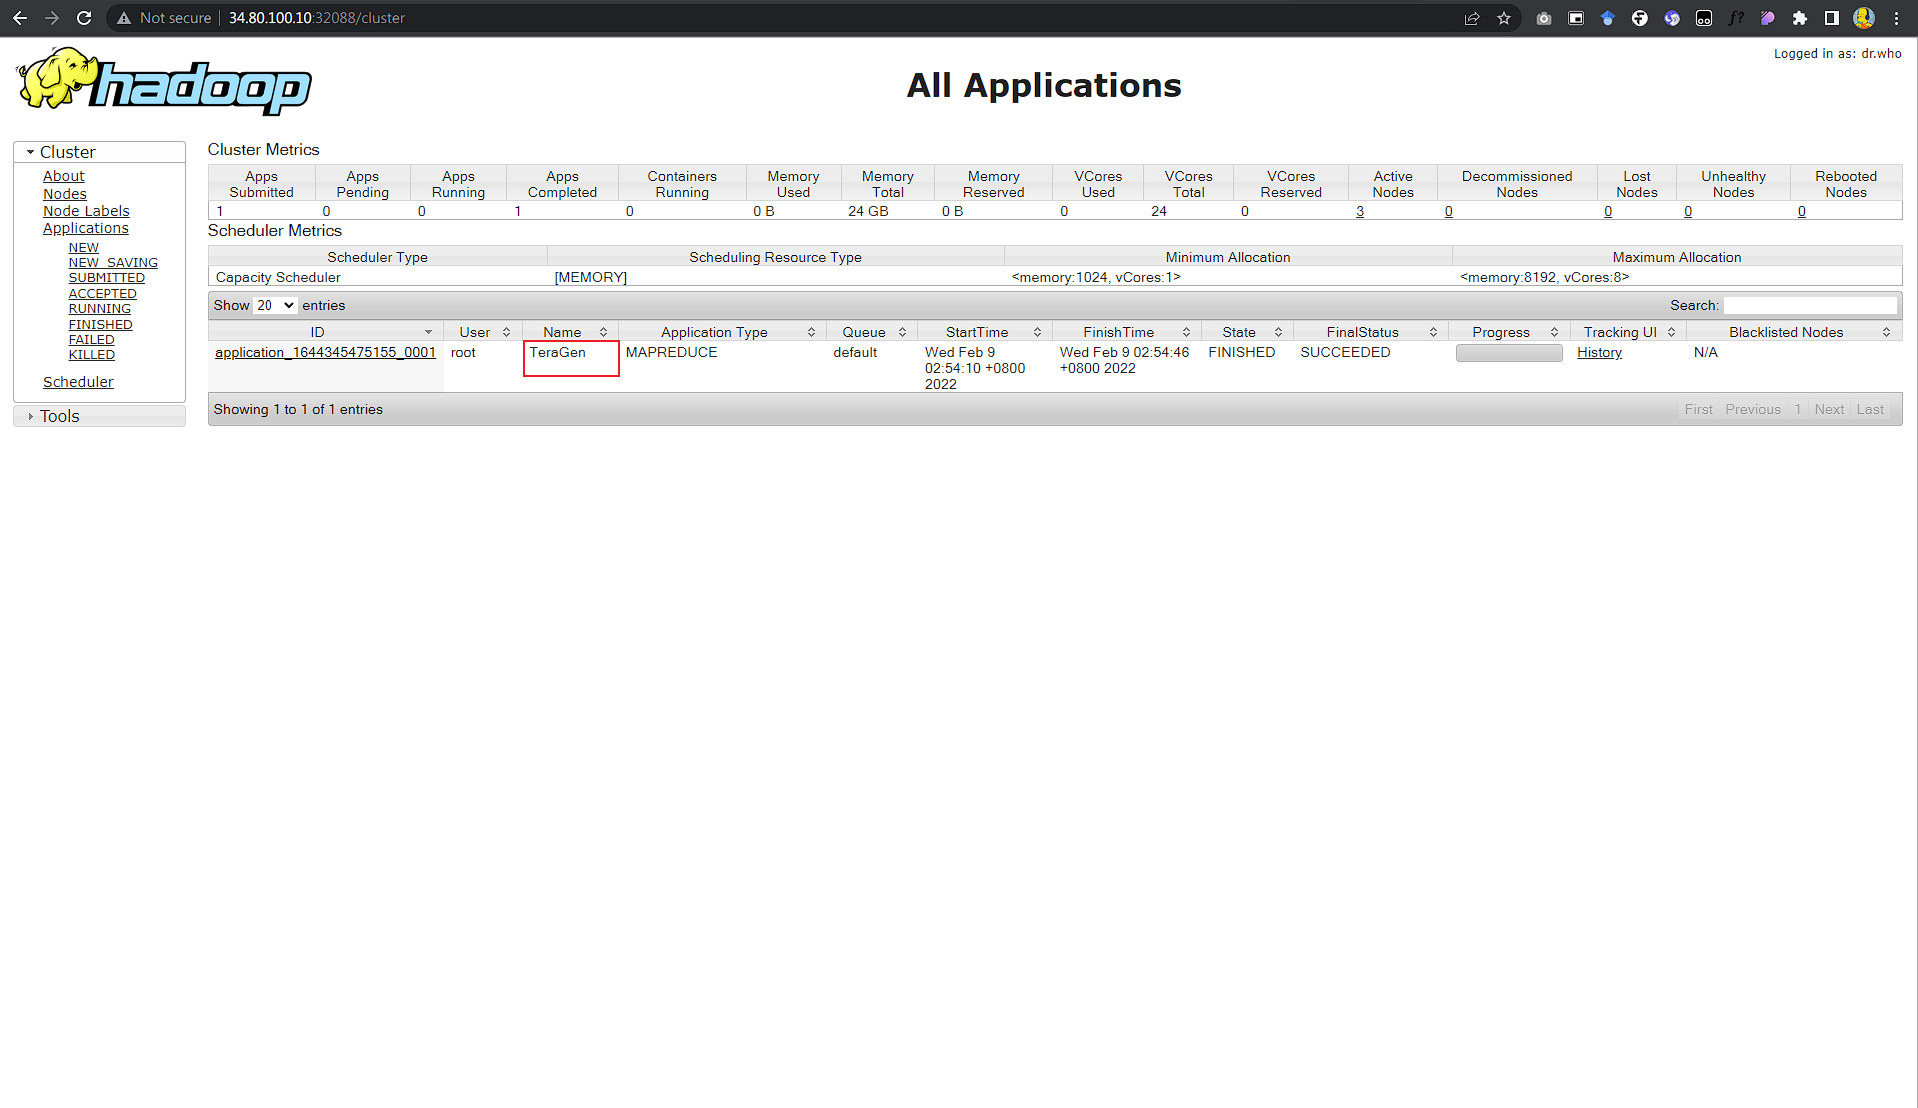 Not secure | 34.80.100.10:32088/cluster
Logged in as: dr.who
hadoop
All Applications
Cluster
About
Nodes
Node Labels
Applications
NEW
NEW_SAVING
SUBMITTED
ACCEPTED
RUNNING
FINISHED
FAILED
KILLED
Scheduler
Tools
Cluster Metrics
Apps Submitted Apps Pending Apps Running Apps Completed Containers Running Memory Used Memory Total Memory Reserved VCores Used VCores Total VCores Reserved Active Nodes Decommissioned Nodes Lost Nodes Unhealthy Nodes Rebooted Nodes
1 0 0 1 0 0 B 24 GB 0 B 0 24 0 3 0 0 0 0
Scheduler Metrics
Scheduler Type Scheduling Resource Type Minimum Allocation Maximum Allocation
Capacity Scheduler [MEMORY] <memory:1024, vCores:1> <memory:8192, vCores:8>
Show 20 entries Search:
ID User Name Application Type Queue StartTime FinishTime State FinalStatus Progress Tracking UI Blacklisted Nodes
application_1644345475155_0001 root TeraGen MAPREDUCE default Wed Feb 9 02:54:10 +0800 2022 Wed Feb 9 02:54:46 +0800 2022 FINISHED SUCCEEDED History N/A
Showing 1 to 1 of 1 entries First Previous 1 Next Last